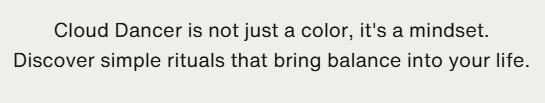 Cloud Dancer is not just a color, it's a mindset.
Discover simple rituals that bring balance into your life.